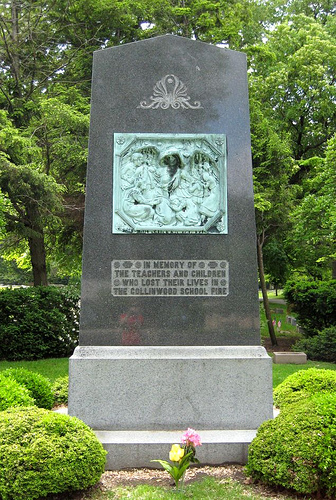 IN MEMORY OF
THE TEACHERS AND CHILDREN
WHO LOST THEIR LIVES IN
THE COLLINWOOD SCHOOL FIRE